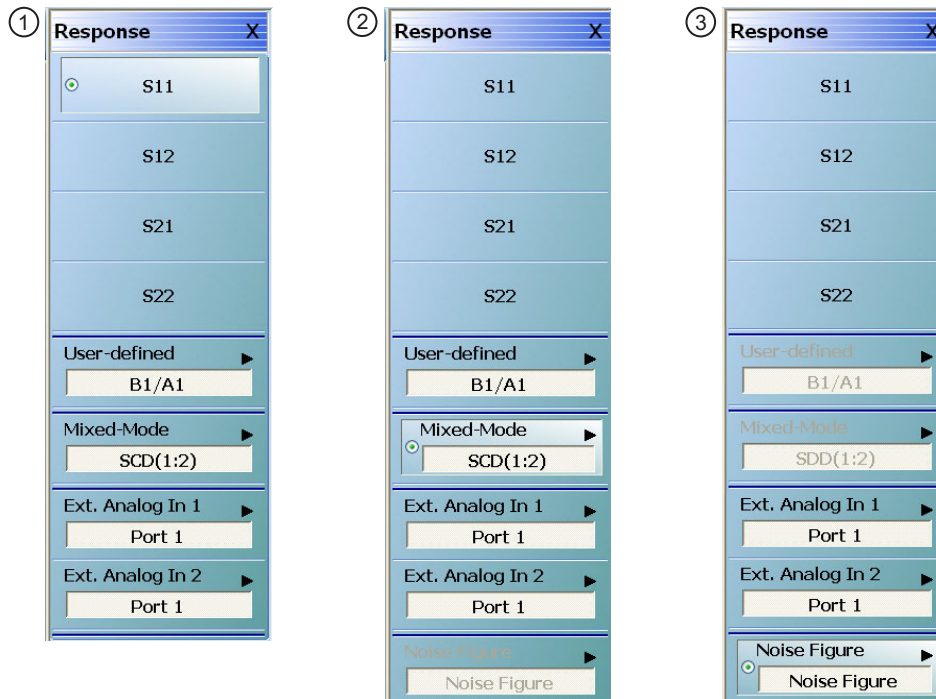 1
Response X
S11
S12
S21
S22
User-defined
B1/A1
Mixed-Mode
SCD(1:2)
Ext. Analog In 1
Port 1
Ext. Analog In 2
Port 1
2
Response X
S11
S12
S21
S22
User-defined
B1/A1
Mixed-Mode
SCD(1:2)
Ext. Analog In 1
Port 1
Ext. Analog In 2
Port 1
Noise Figure
Noise Figure
3
Response X
S11
S12
S21
S22
User-defined
B1/A1
Mixed-Mode
SDD(1:2)
Ext. Analog In 1
Port 1
Ext. Analog In 2
Port 1
Noise Figure
Noise Figure